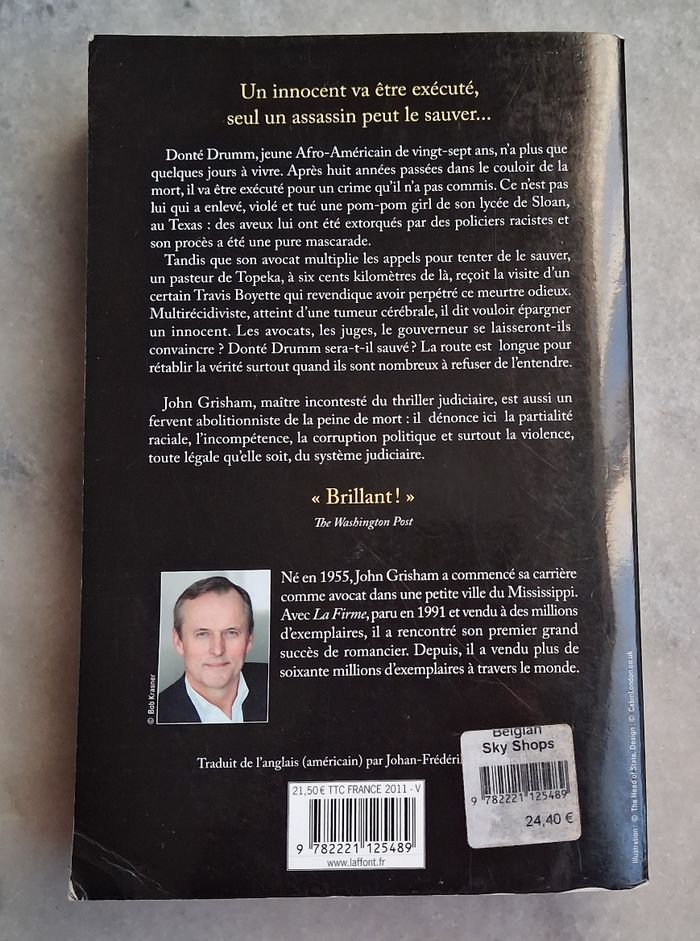 Un innocent va être exécuté,
seul un assassin peut le sauver...
Donté Drumm, jeune Afro-Américain de vingt-sept ans, n'a plus que
quelques jours à vivre. Après huit années passées dans le couloir de la
mort, il va être exécuté pour un crime qu'il n'a pas commis. Ce n'est pas
lui qui a enlevé, violé et tué une pom-pom girl de son lycée de Sloan,
au Texas : des aveux lui ont été extorqués par des policiers racistes et
son procès a été une pure mascarade.
Tandis que son avocat multiplie les appels pour tenter de le sauver,
un pasteur de Topeka, à six cents kilomètres de là, reçoit la visite d'un
certain Travis Boyette qui revendique avoir perpétré ce meurtre odieux.
Multirécidiviste, atteint d'une tumeur cérébrale, il dit vouloir épargner
un innocent. Les avocats, les juges, le gouverneur se laisseront-ils
convaincre ? Donté Drumm sera-t-il sauvé ? La route est longue pour
rétablir la vérité surtout quand ils sont nombreux à refuser de l'entendre.
John Grisham, maître incontesté du thriller judiciaire, est aussi un
fervent abolitionniste de la peine de mort : il dénonce ici la partialité
raciale, l'incompétence, la corruption politique et surtout la violence,
toute légale qu'elle soit, du système judiciaire.
« Brillant ! »
The Washington Post
Né en 1955, John Grisham a commencé sa carrière
comme avocat dans une petite ville du Mississippi.
Avec La Firme, paru en 1991 et vendu à des millions
d'exemplaires, il a rencontré son premier grand
succès de romancier. Depuis, il a vendu plus de
soixante millions d'exemplaires à travers le monde.
© Bob Krasner
Traduit de l'anglais (américain) par
21,50 € TTC FRANCE 2011 - V
9 782221 125489
www.laffont.fr
Belgian
Sky Shops
9 782221 125489
24,40 €
Illustration : © The Head of State. Design : © CabinLondon.co.uk